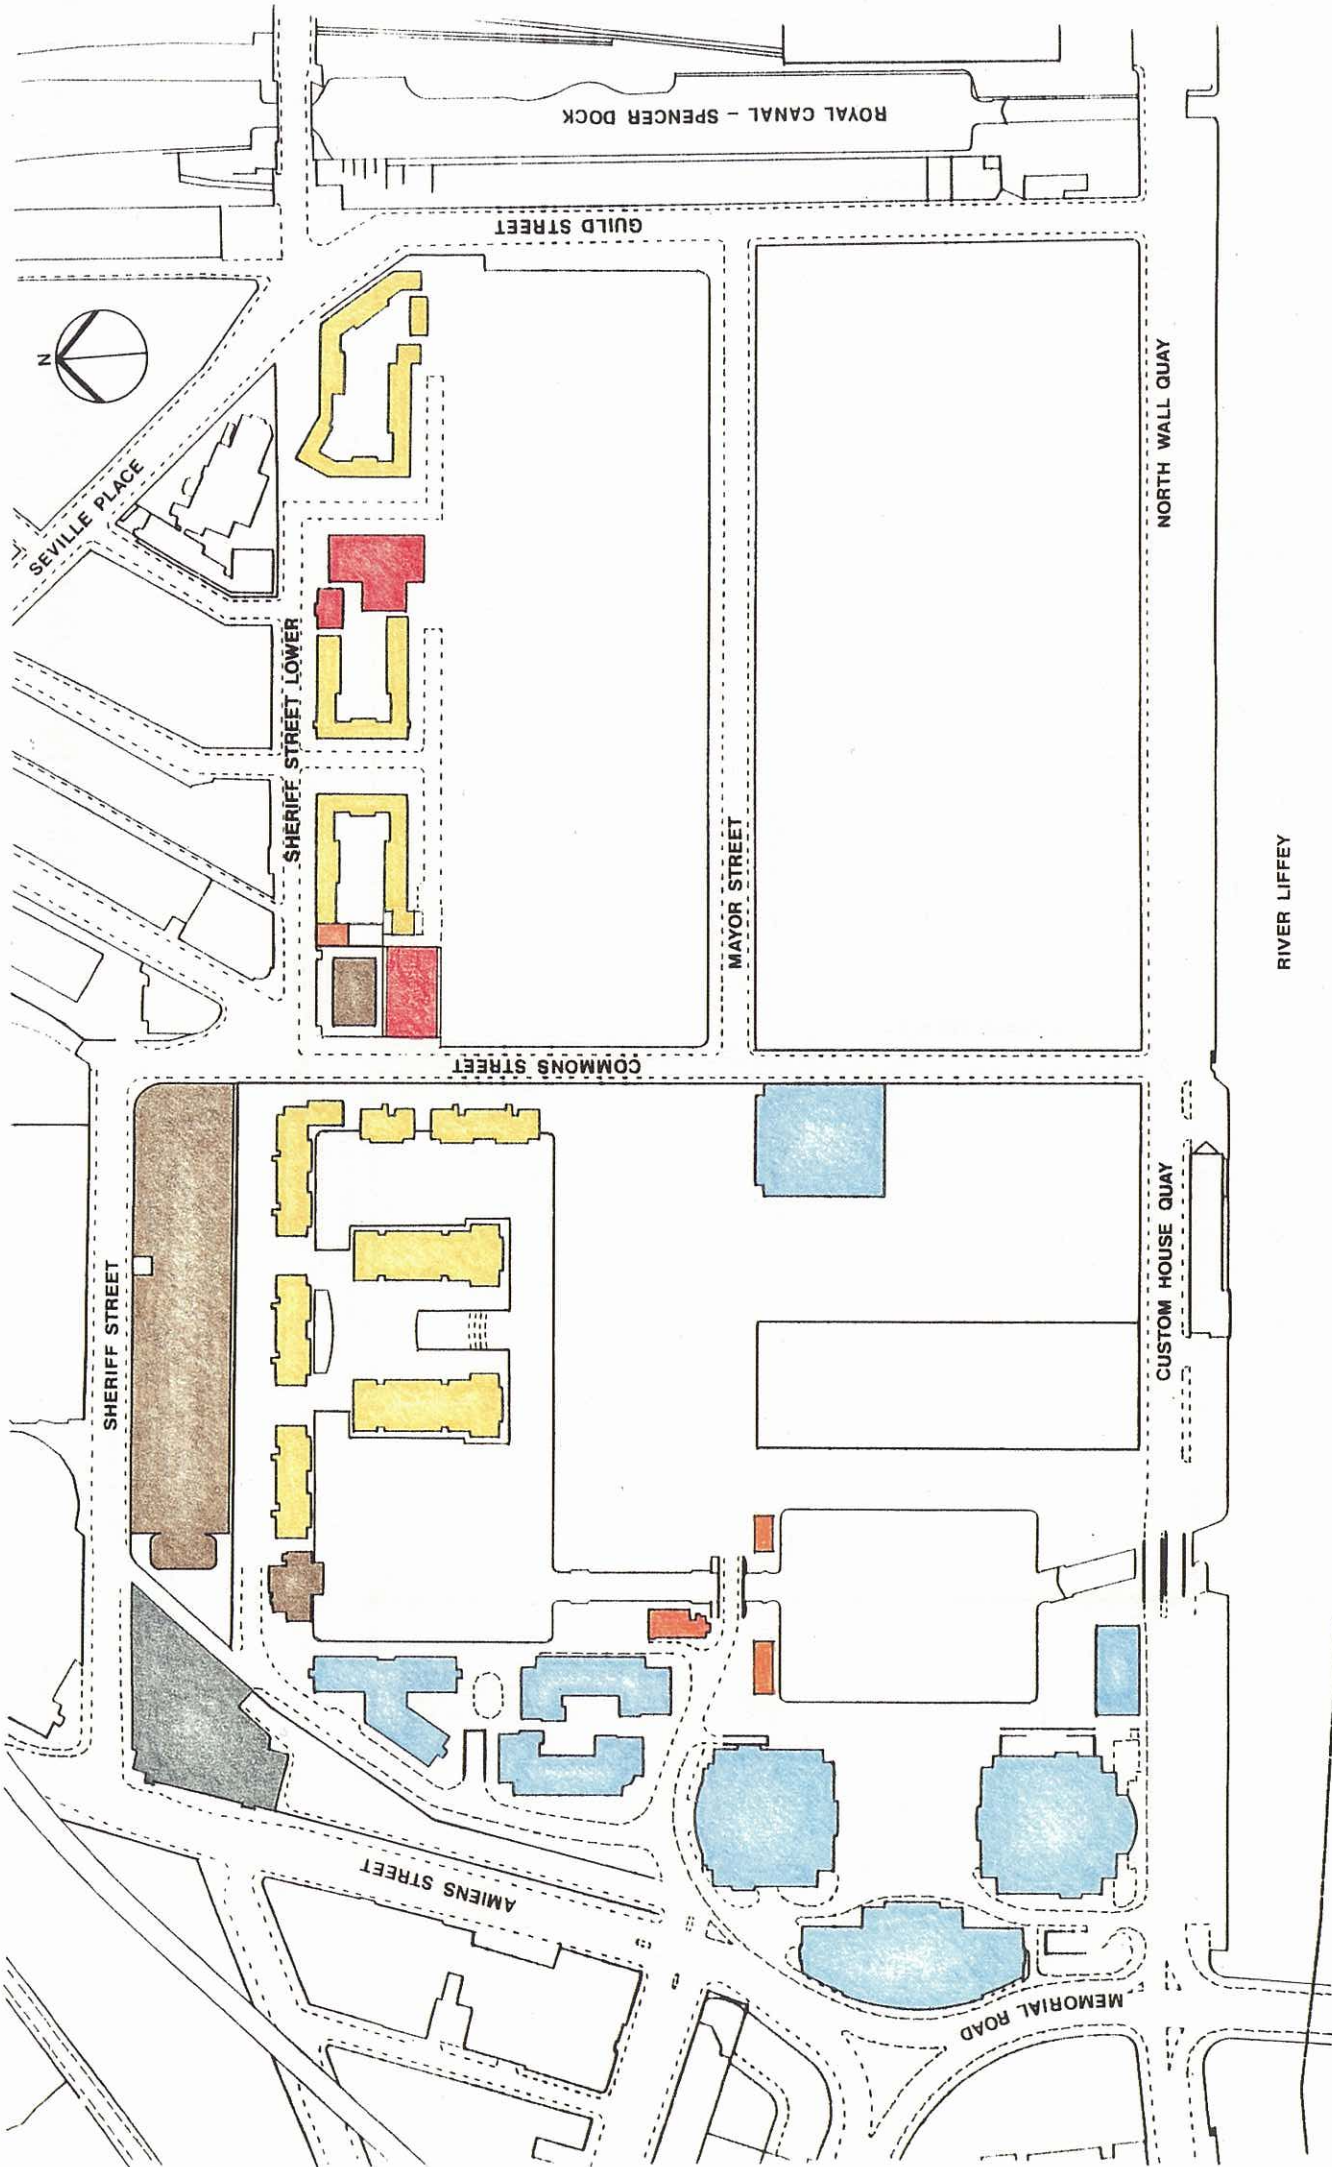 ROYAL CANAL – SPENCER DOCK
GUILD STREET
N
SEVILLE PLACE
NORTH WALL QUAY
SHERIFF STREET LOWER
MAYOR STREET
RIVER LIFFEY
COMMONS STREET
SHERIFF STREET
CUSTOM HOUSE QUAY
AMIENS STREET
MEMORIAL ROAD